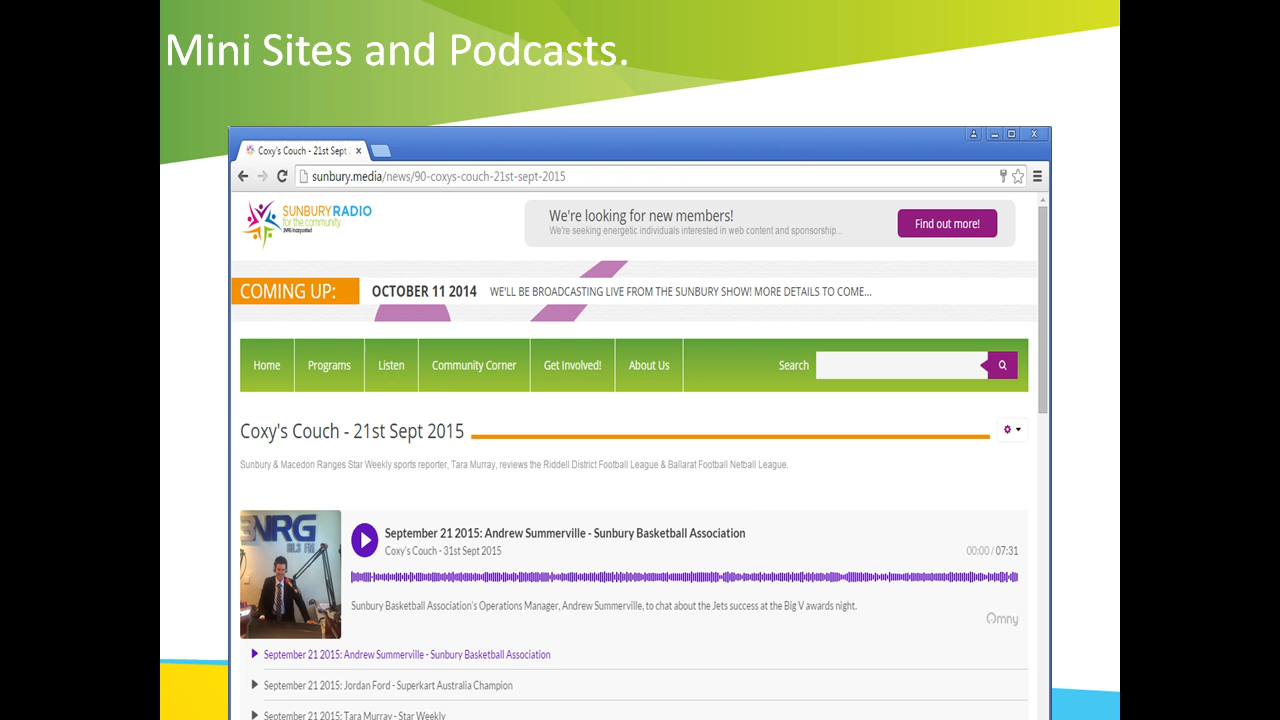 Mini Sites and Podcasts.
Coxy's Couch - 21st Sept
sunbury.media/news/90-coxys-couch-21st-sept-2015
SUNBURY RADIO
for the community
3NRG Incorporated
We're looking for new members!
We're seeking energetic individuals interested in web content and sponsorship...
Find out more!
COMING UP:
OCTOBER 11 2014
WE'LL BE BROADCASTING LIVE FROM THE SUNBURY SHOW! MORE DETAILS TO COME...
Home
Programs
Listen
Community Corner
Get Involved!
About Us
Search
Coxy's Couch - 21st Sept 2015
Sunbury & Macedon Ranges Star Weekly sports reporter, Tara Murray, reviews the Riddell District Football League & Ballarat Football Netball League.
3NRG
99.3 FM
September 21 2015: Andrew Summerville - Sunbury Basketball Association
Coxy's Couch - 31st Sept 2015
00:00 / 07:31
Sunbury Basketball Association's Operations Manager, Andrew Summerville, to chat about the Jets success at the Big V awards night.
Omny
September 21 2015: Andrew Summerville - Sunbury Basketball Association
September 21 2015: Jordan Ford - Superkart Australia Champion
September 21 2015: Tara Murray - Star Weekly